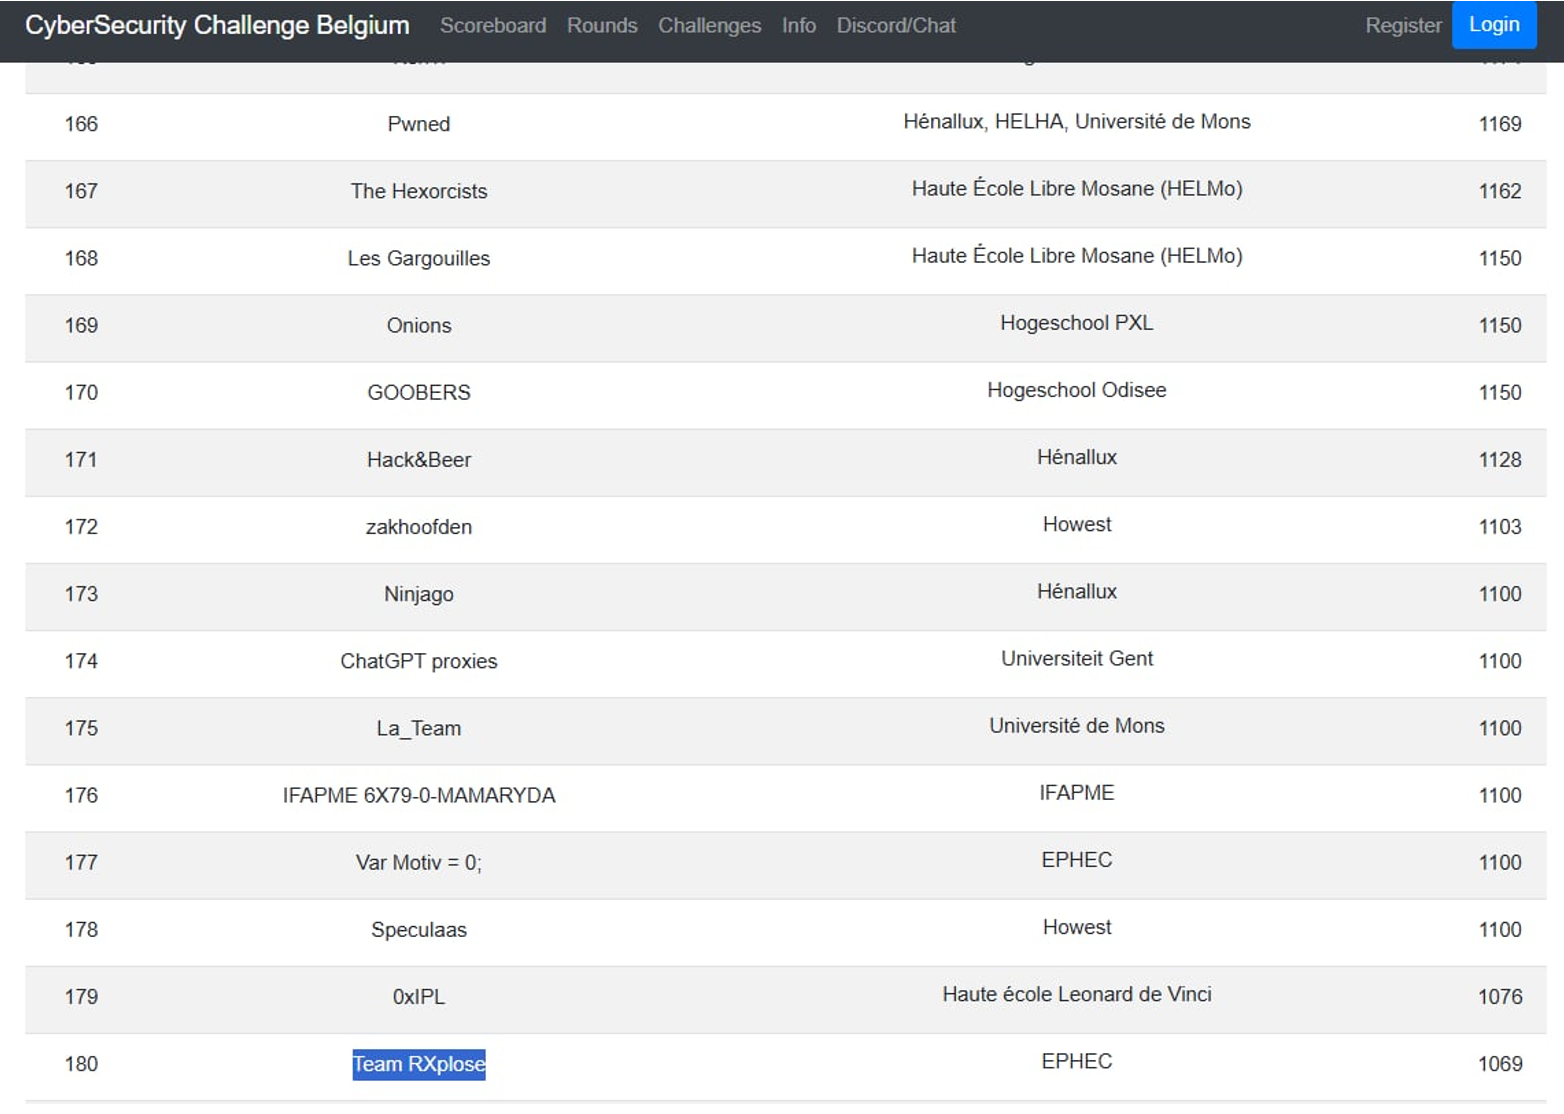 CyberSecurity Challenge Belgium Scoreboard Rounds Challenges Info Discord/Chat Register Login
166 Pwned Hénallux, HELHA, Université de Mons 1169
167 The Hexorcists Haute École Libre Mosane (HELMo) 1162
168 Les Gargouilles Haute École Libre Mosane (HELMo) 1150
169 Onions Hogeschool PXL 1150
170 GOOBERS Hogeschool Odisee 1150
171 Hack&Beer Hénallux 1128
172 zakhoofden Howest 1103
173 Ninjago Hénallux 1100
174 ChatGPT proxies Universiteit Gent 1100
175 La_Team Université de Mons 1100
176 IFAPME 6X79-0-MAMARYDA IFAPME 1100
177 Var Motiv = 0; EPHEC 1100
178 Speculaas Howest 1100
179 0xIPL Haute école Leonard de Vinci 1076
180 Team RXplose EPHEC 1069